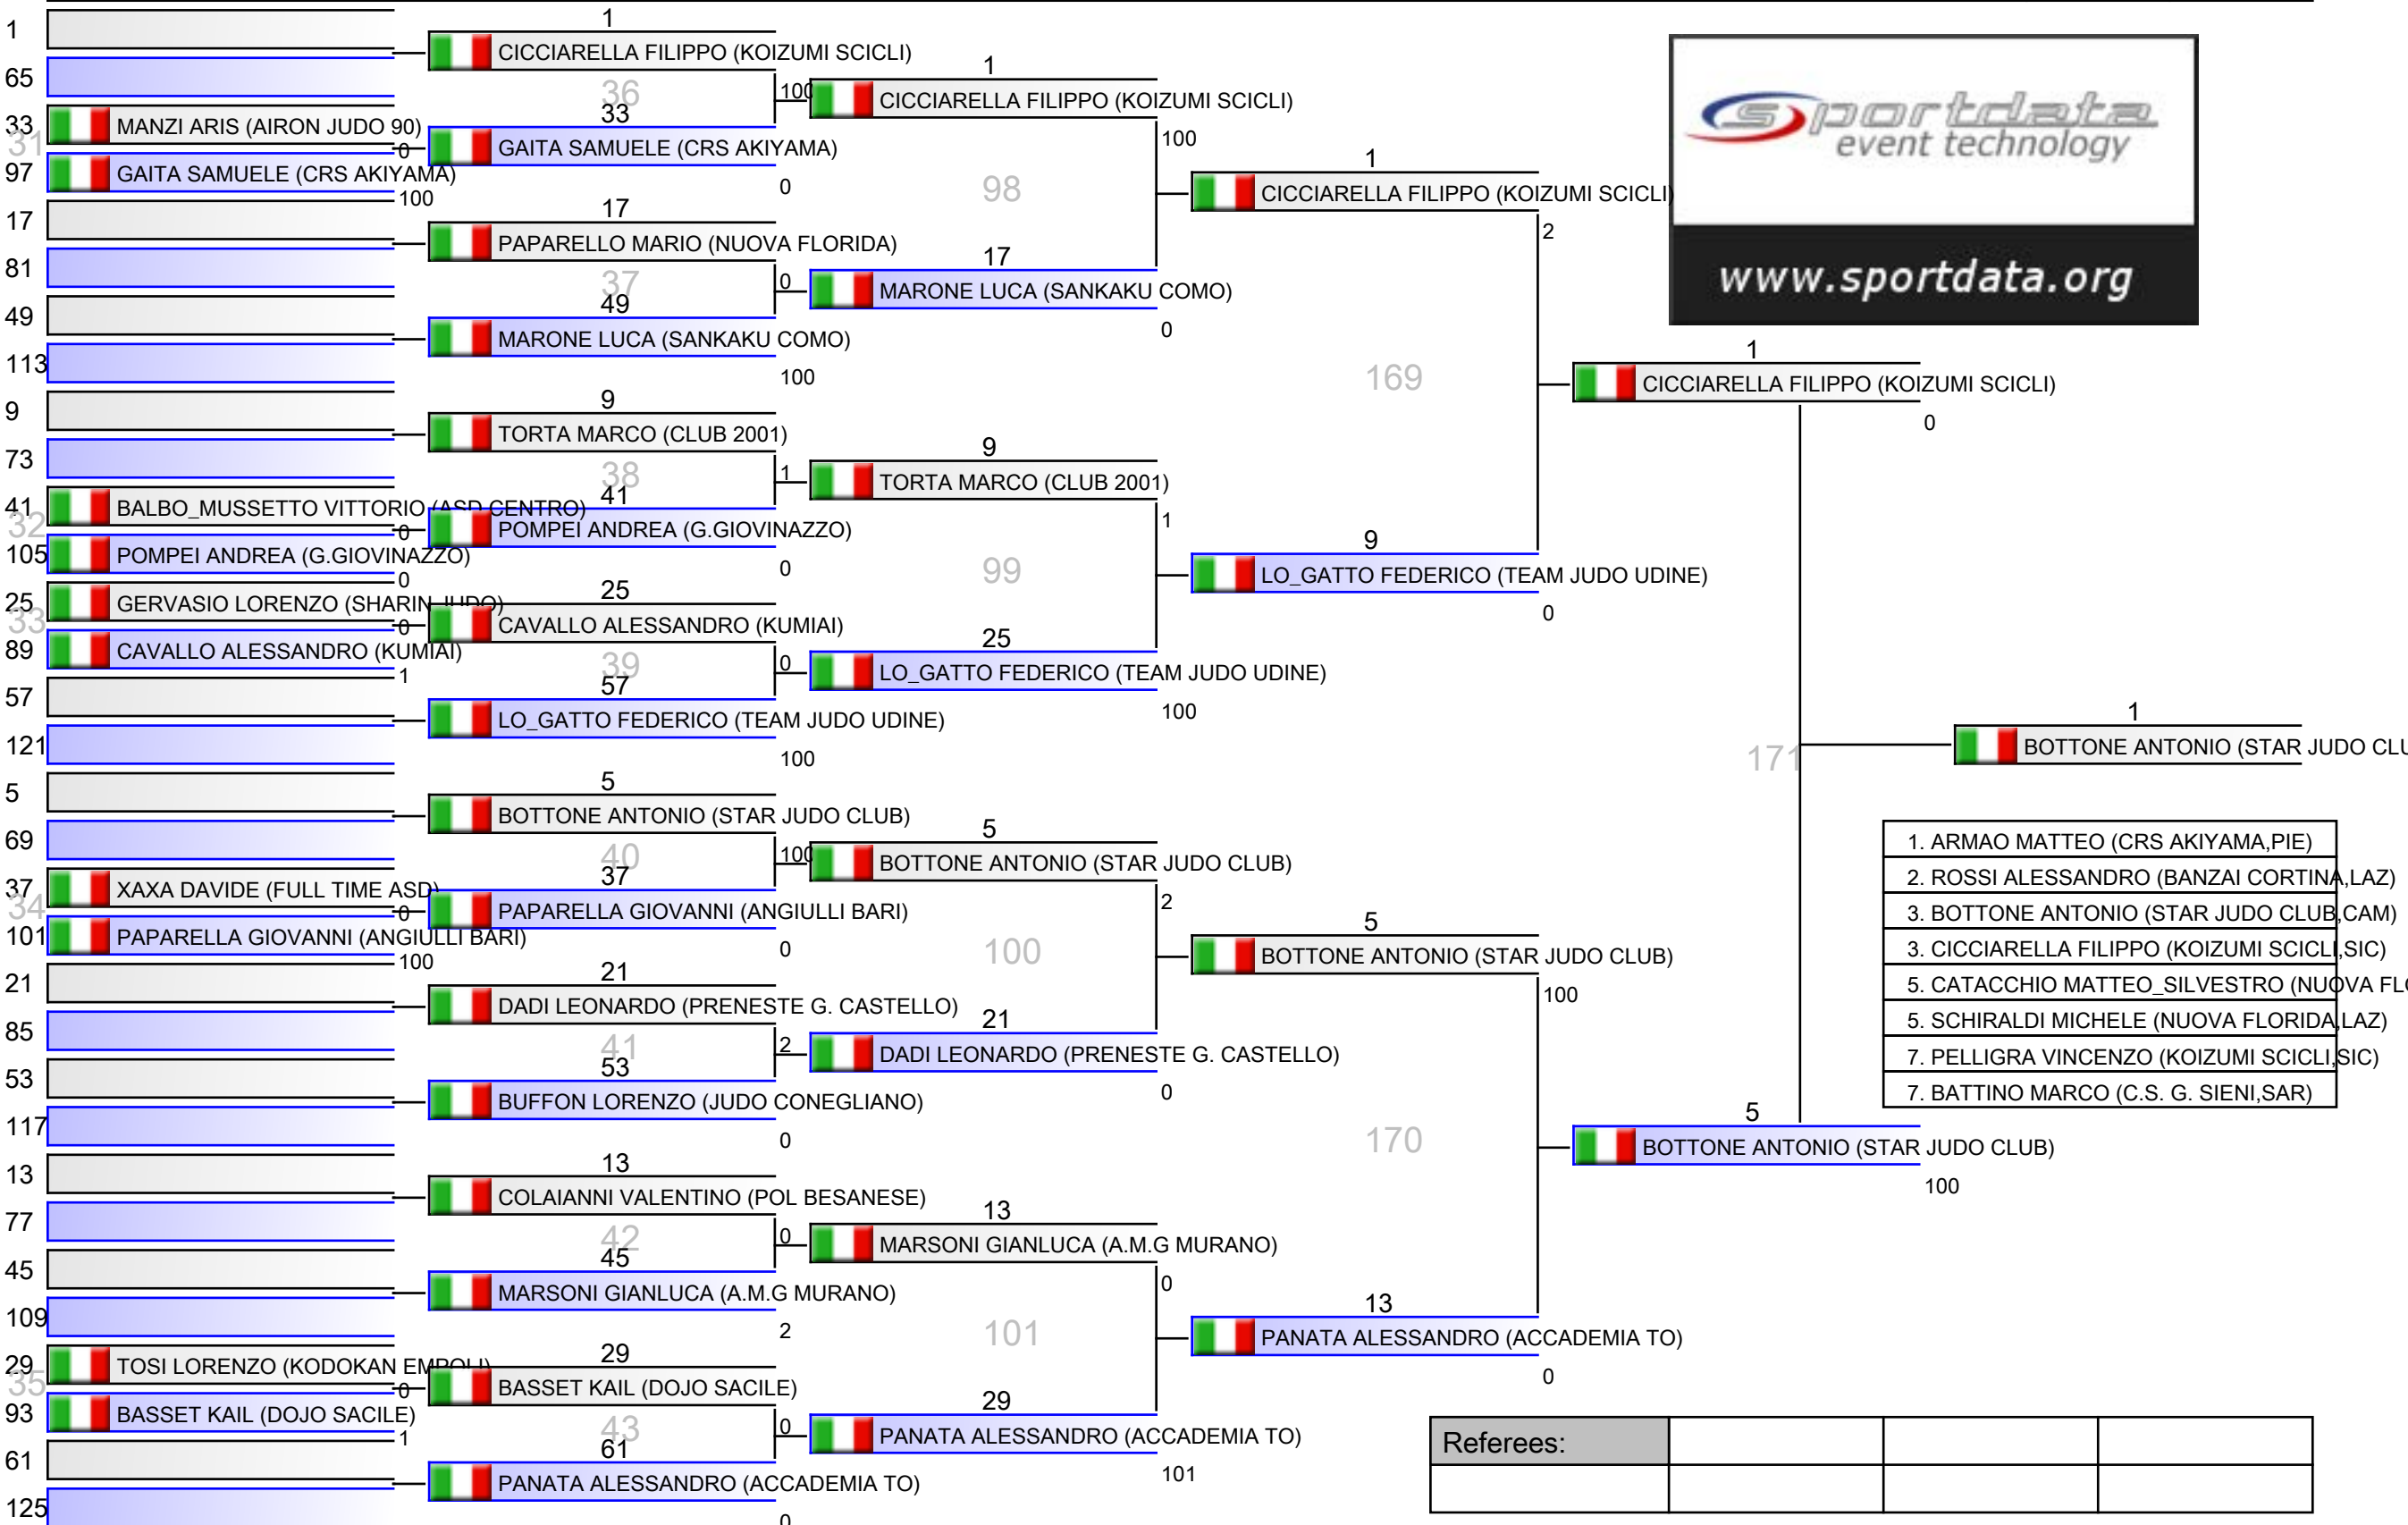 1
65
33
31
MANZI ARIS (AIRON JUDO 90)
0
97
GAITA SAMUELE (CRS AKIYAMA)
100
17
81
49
113
9
73
41
32
BALBO_MUSSETTO VITTORIO (ASD CENTRO)
0
105
POMPEI ANDREA (G.GIOVINAZZO)
0
25
33
GERVASIO LORENZO (SHARIN JUDO)
0
89
CAVALLO ALESSANDRO (KUMIAI)
1
57
121
5
69
37
34
XAXA DAVIDE (FULL TIME ASD)
0
101
PAPARELLA GIOVANNI (ANGIULLI BARI)
100
21
85
53
117
13
77
45
109
29
35
TOSI LORENZO (KODOKAN EMPOLI)
0
93
BASSET KAIL (DOJO SACILE)
1
61
125
1
CICCIARELLA FILIPPO (KOIZUMI SCICLI)
100
36
33
GAITA SAMUELE (CRS AKIYAMA)
0
17
PAPARELLO MARIO (NUOVA FLORIDA)
0
37
49
MARONE LUCA (SANKAKU COMO)
100
9
TORTA MARCO (CLUB 2001)
1
38
41
POMPEI ANDREA (G.GIOVINAZZO)
0
25
CAVALLO ALESSANDRO (KUMIAI)
0
39
57
LO_GATTO FEDERICO (TEAM JUDO UDINE)
100
5
BOTTONE ANTONIO (STAR JUDO CLUB)
100
40
37
PAPARELLA GIOVANNI (ANGIULLI BARI)
0
21
DADI LEONARDO (PRENESTE G. CASTELLO)
2
41
53
BUFFON LORENZO (JUDO CONEGLIANO)
0
13
COLAIANNI VALENTINO (POL BESANESE)
0
42
45
MARSONI GIANLUCA (A.M.G MURANO)
2
29
BASSET KAIL (DOJO SACILE)
0
43
61
PANATA ALESSANDRO (ACCADEMIA TO)
0
1
CICCIARELLA FILIPPO (KOIZUMI SCICLI)
100
98
17
MARONE LUCA (SANKAKU COMO)
0
9
TORTA MARCO (CLUB 2001)
1
99
25
LO_GATTO FEDERICO (TEAM JUDO UDINE)
100
5
BOTTONE ANTONIO (STAR JUDO CLUB)
2
100
21
DADI LEONARDO (PRENESTE G. CASTELLO)
0
13
MARSONI GIANLUCA (A.M.G MURANO)
0
101
29
PANATA ALESSANDRO (ACCADEMIA TO)
101
1
CICCIARELLA FILIPPO (KOIZUMI SCICLI)
2
169
9
LO_GATTO FEDERICO (TEAM JUDO UDINE)
0
5
BOTTONE ANTONIO (STAR JUDO CLUB)
100
170
13
PANATA ALESSANDRO (ACCADEMIA TO)
0
sportdata
event technology
www.sportdata.org
1
CICCIARELLA FILIPPO (KOIZUMI SCICLI)
0
171
5
BOTTONE ANTONIO (STAR JUDO CLUB)
100
1
BOTTONE ANTONIO (STAR JUDO CLU
1. ARMAO MATTEO (CRS AKIYAMA,PIE)
2. ROSSI ALESSANDRO (BANZAI CORTINA,LAZ)
3. BOTTONE ANTONIO (STAR JUDO CLUB,CAM)
3. CICCIARELLA FILIPPO (KOIZUMI SCICLI,SIC)
5. CATACCHIO MATTEO_SILVESTRO (NUOVA FLO
5. SCHIRALDI MICHELE (NUOVA FLORIDA,LAZ)
7. PELLIGRA VINCENZO (KOIZUMI SCICLI,SIC)
7. BATTINO MARCO (C.S. G. SIENI,SAR)
Referees: